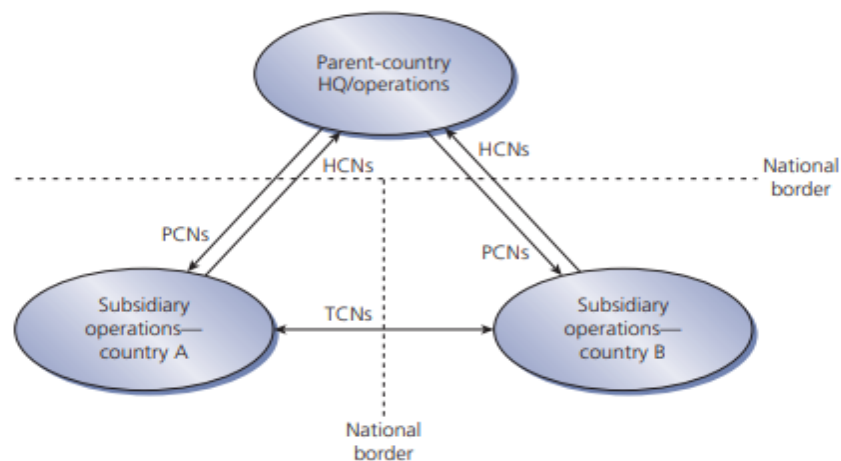 Parent-country
HQ/operations
HCNs
HCNs
National
border
PCNs
PCNs
Subsidiary
operations—
country A
TCNs
Subsidiary
operations—
country B
National
border